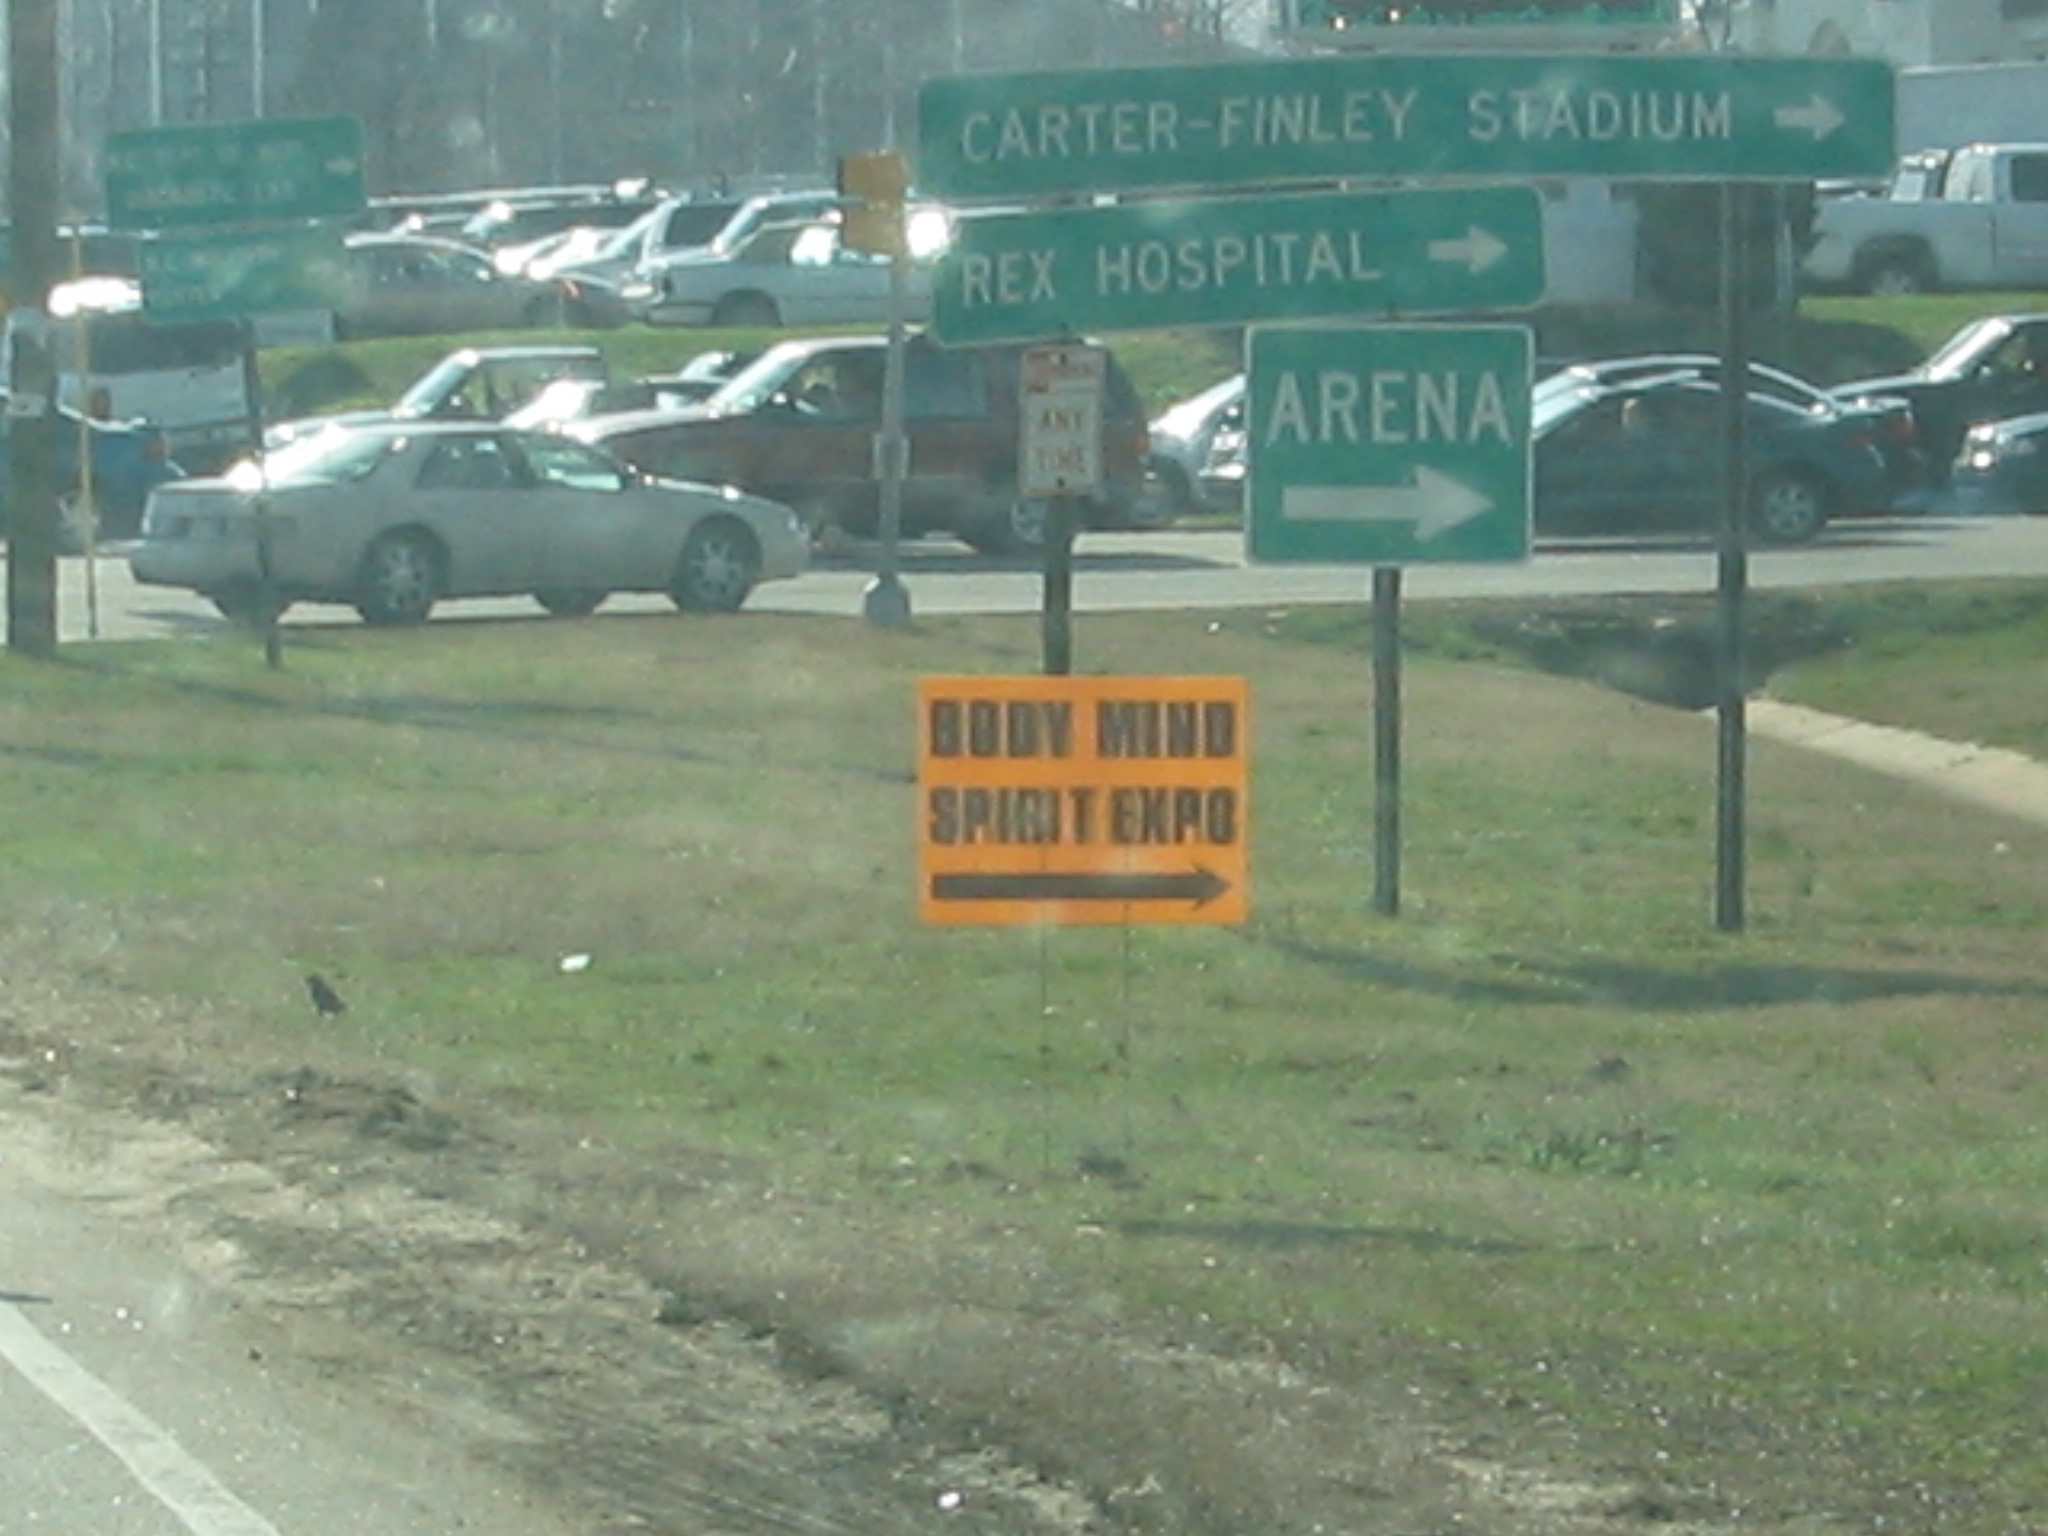 CARTER-FINLEY STADIUM
REX HOSPITAL
ARENA
ANY
TIME
BODY MIND
SPIRIT EXPO